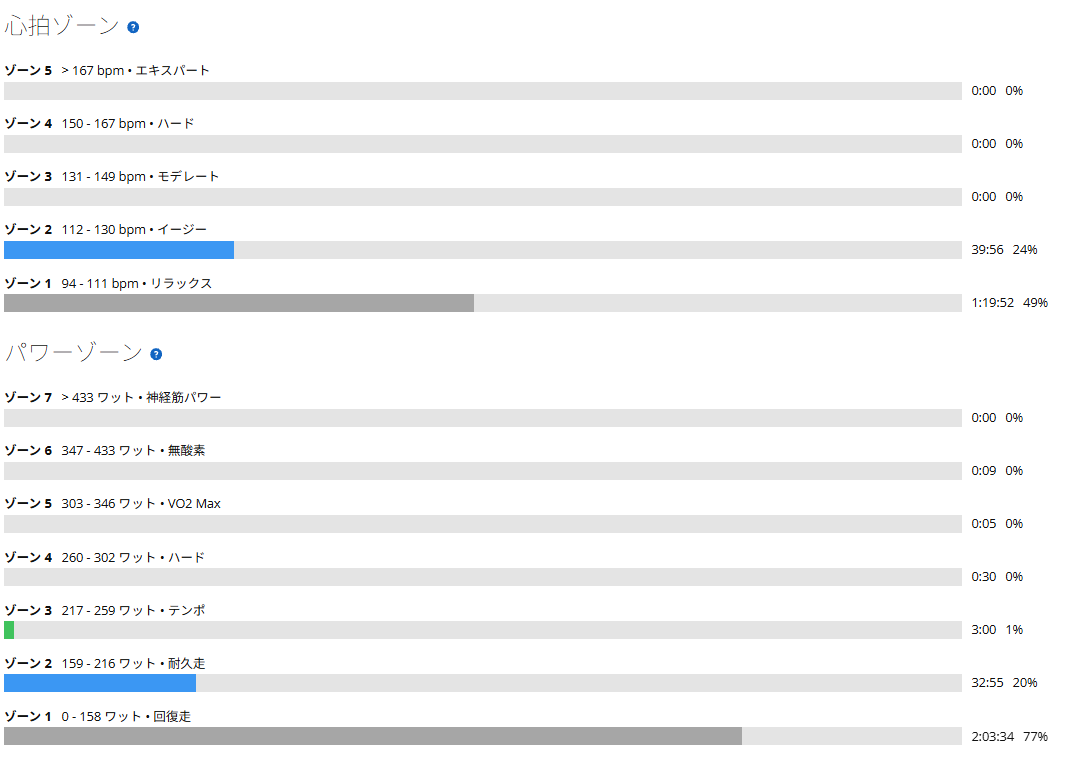 心拍ゾーン ?
ゾーン 5 > 167 bpm • エキスパート
0:00 0%
ゾーン 4 150 - 167 bpm • ハード
0:00 0%
ゾーン 3 131 - 149 bpm • モデレート
0:00 0%
ゾーン 2 112 - 130 bpm • イージー
39:56 24%
ゾーン 1 94 - 111 bpm • リラックス
1:19:52 49%
パワーゾーン ?
ゾーン 7 > 433 ワット • 神経筋パワー
0:00 0%
ゾーン 6 347 - 433 ワット • 無酸素
0:09 0%
ゾーン 5 303 - 346 ワット • VO2 Max
0:05 0%
ゾーン 4 260 - 302 ワット • ハード
0:30 0%
ゾーン 3 217 - 259 ワット • テンポ
3:00 1%
ゾーン 2 159 - 216 ワット • 耐久走
32:55 20%
ゾーン 1 0 - 158 ワット • 回復走
2:03:34 77%